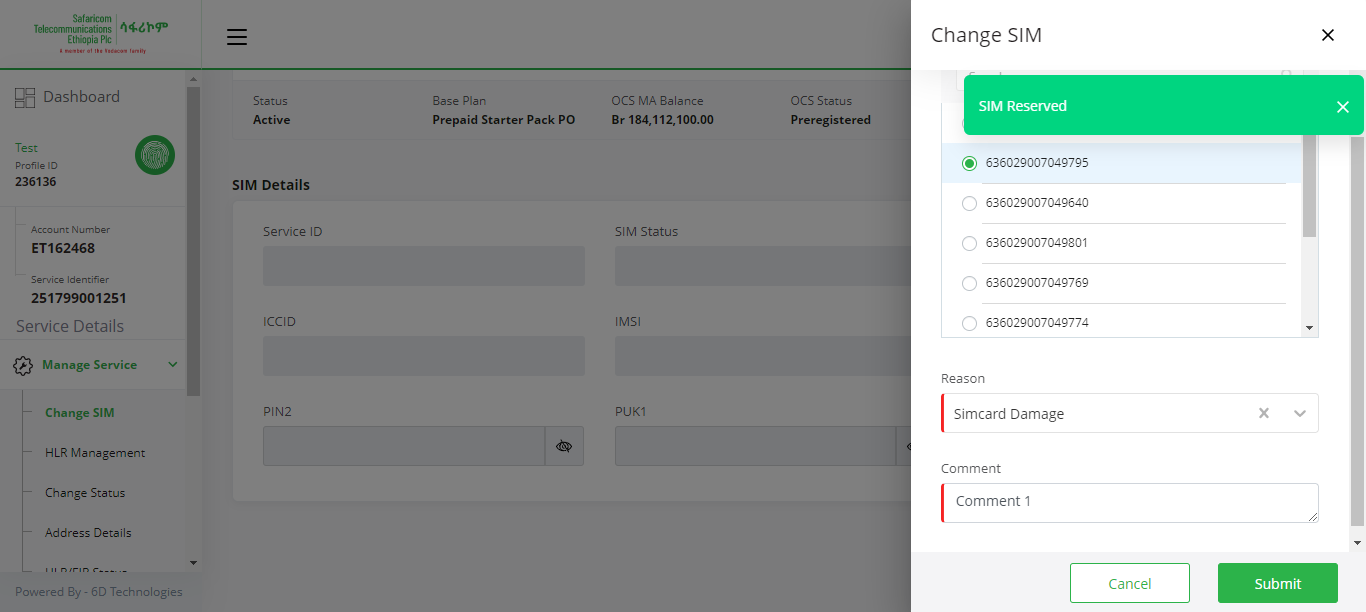 Safaricom
Telecommunications
Ethiopia Plc
ሳፋሪኮም
A member of the Vodacom family
Dashboard
Test
Profile ID
236136
Account Number
ET162468
Service Identifier
251799001251
Service Details
Manage Service
Change SIM
HLR Management
Change Status
Address Details
HLR/EIR Status
Powered By - 6D Technologies
Status
Active
Base Plan
Prepaid Starter Pack PO
OCS MA Balance
Br 184,112,100.00
OCS Status
Preregistered
SIM Details
Service ID
SIM Status
ICCID
IMSI
PIN2
PUK1
Change SIM
SIM Reserved
636029007049795
636029007049640
636029007049801
636029007049769
636029007049774
Reason
Simcard Damage
Comment
Comment 1
Cancel
Submit